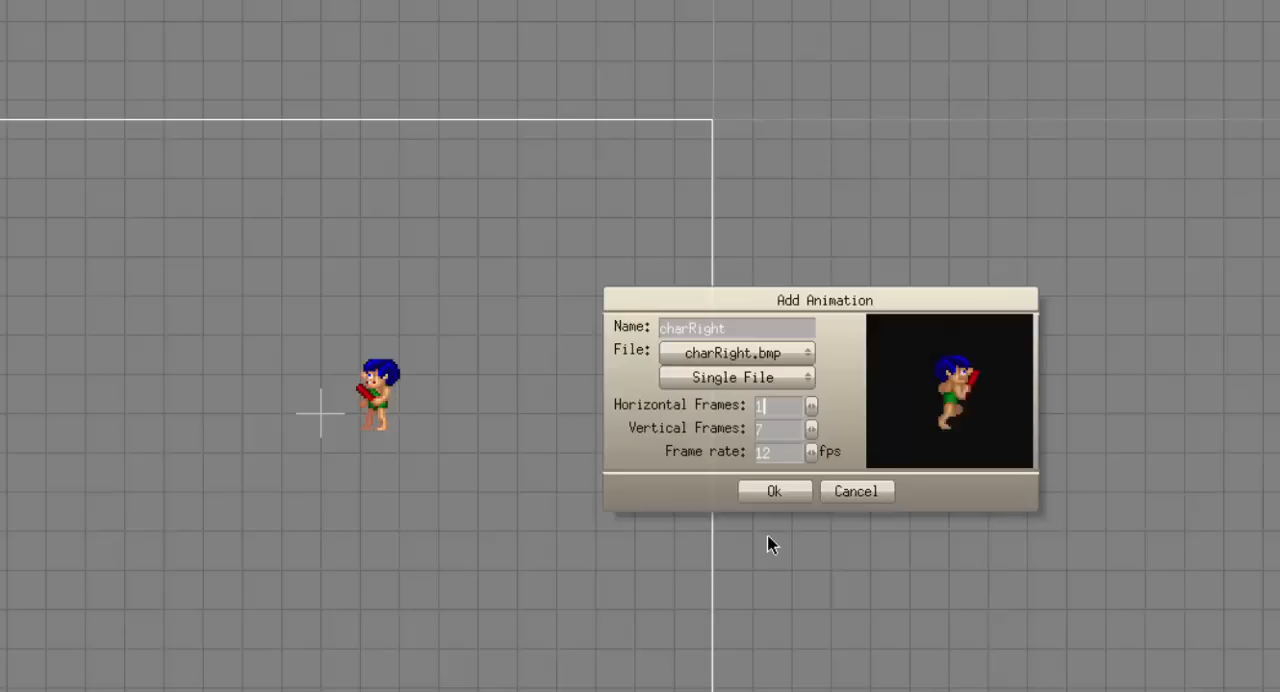 Add Animation
Name: charRight
File: charRight.bmp
Single File
Horizontal Frames: 1
Vertical Frames: 7
Frame rate: 12 fps
Ok Cancel